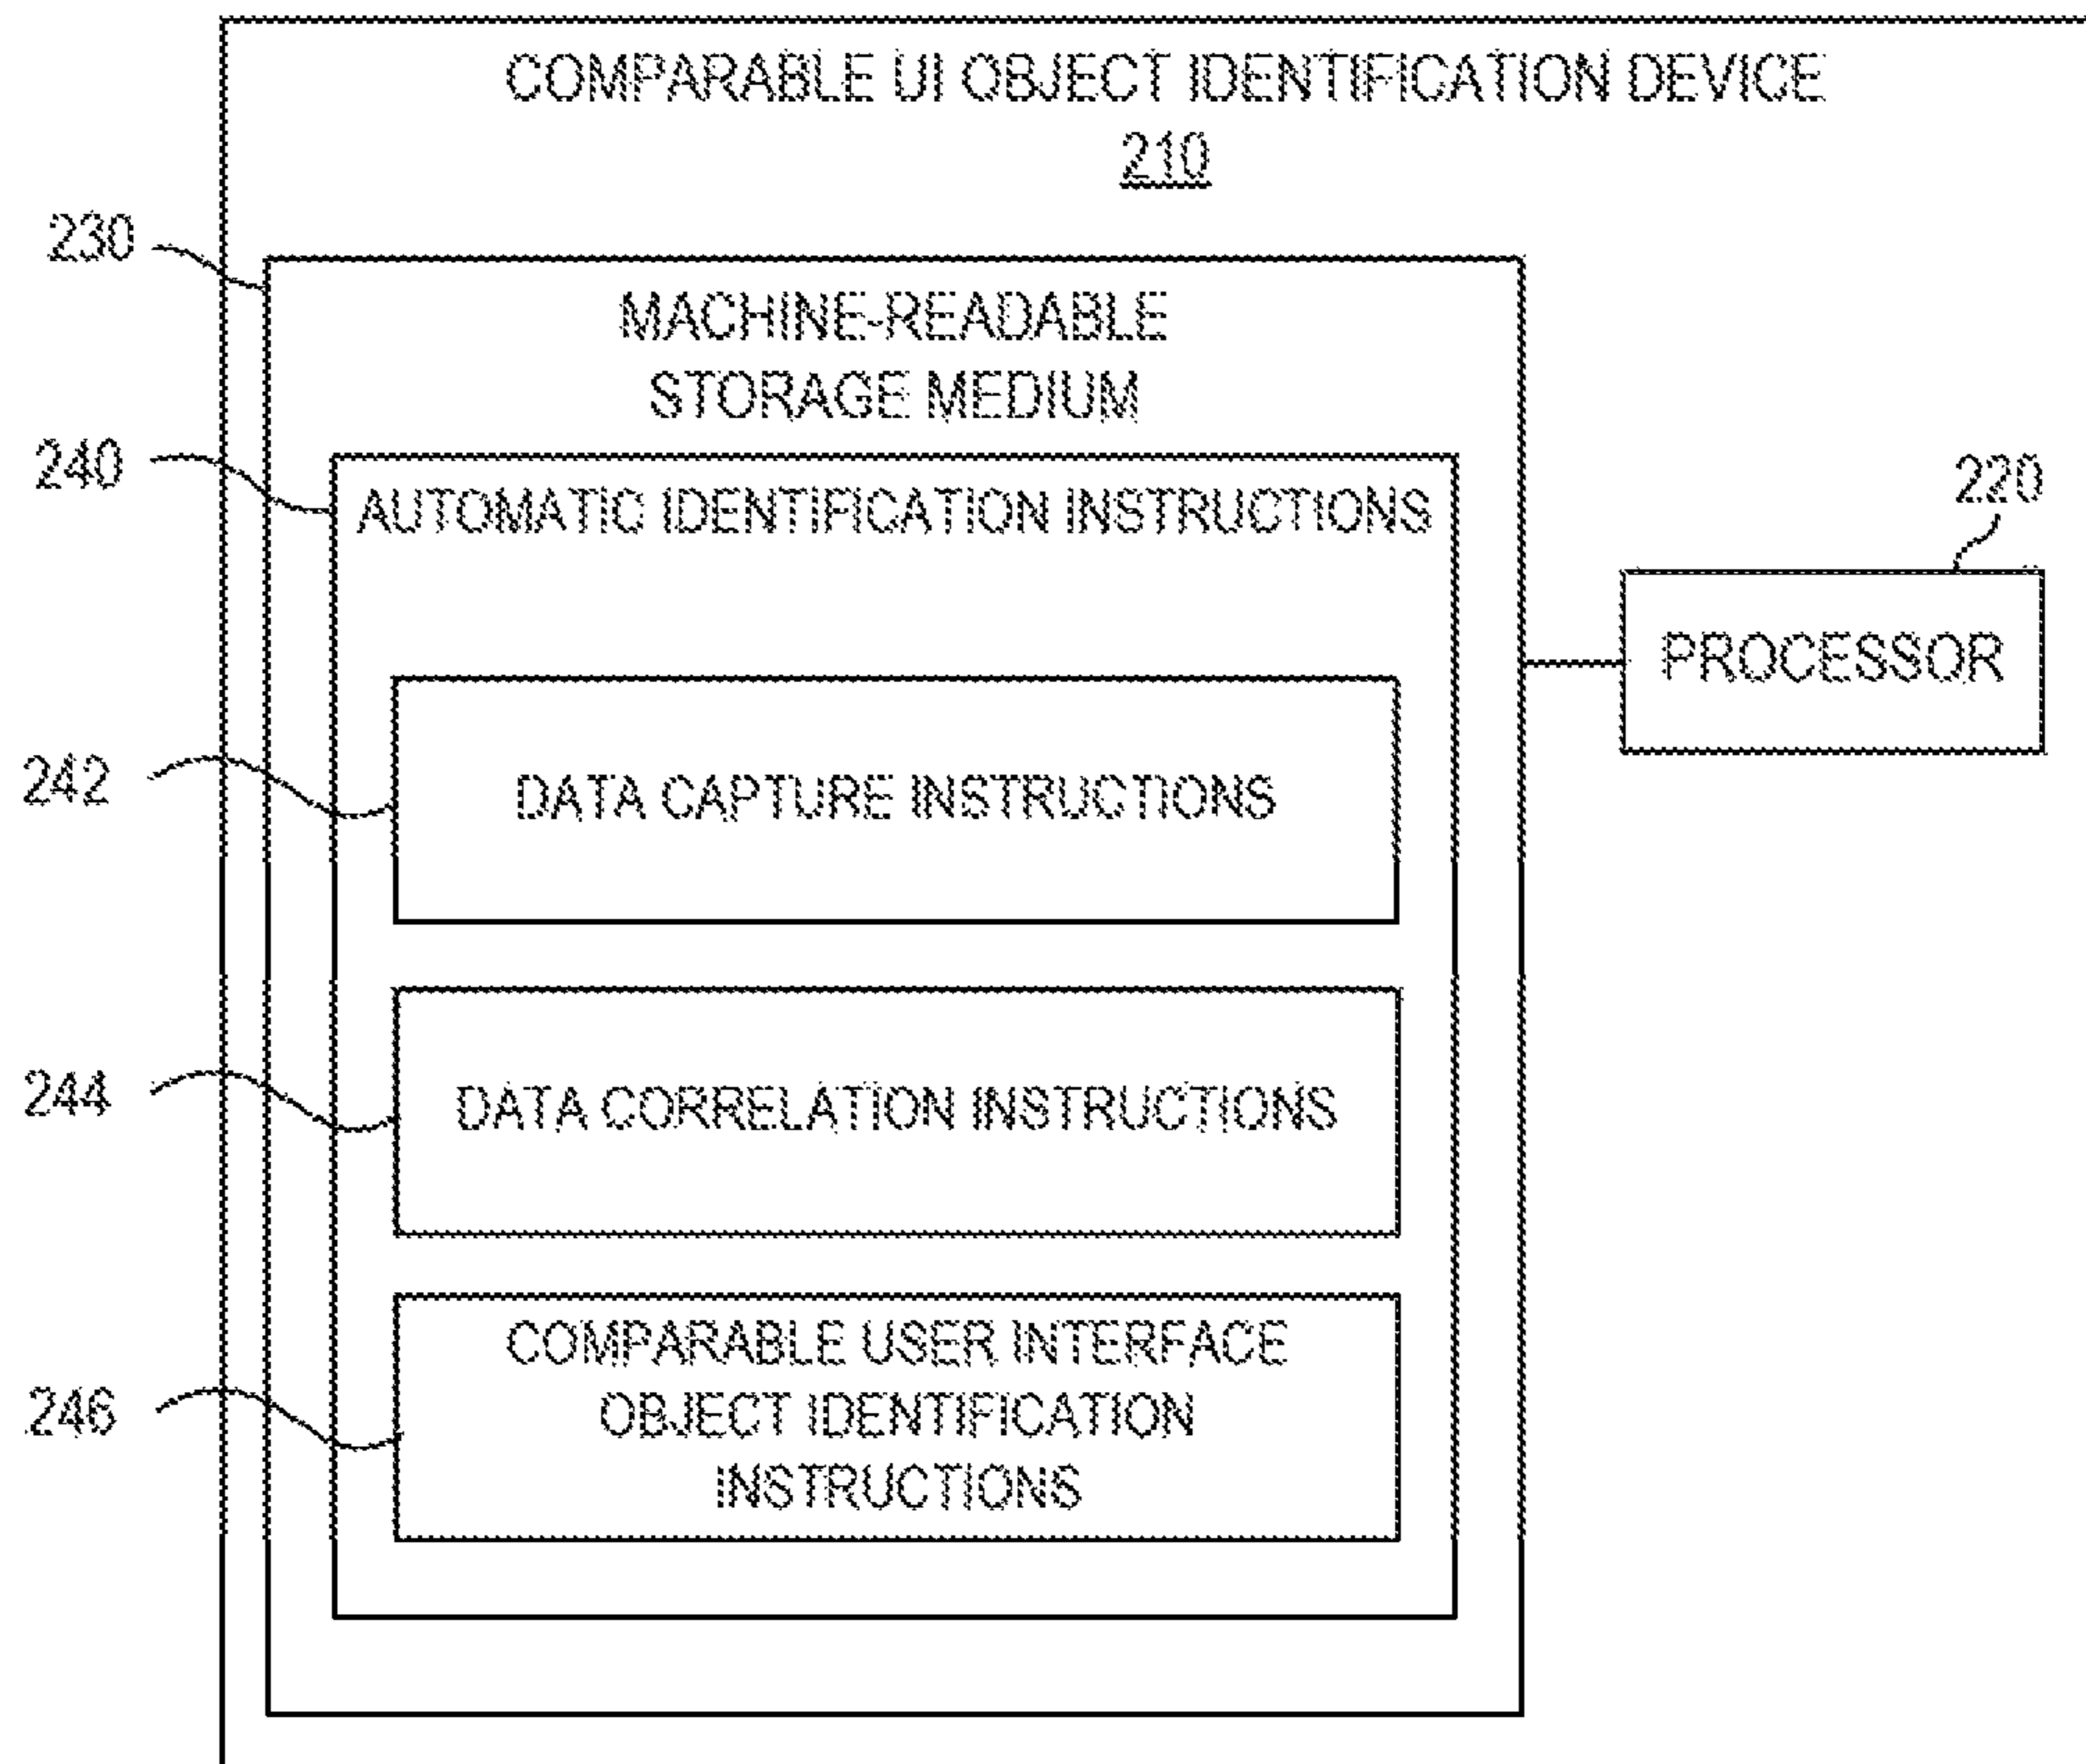 COMPARABLE UI OBJECT IDENTIFICATION DEVICE
210
230
MACHINE-READABLE
STORAGE MEDIUM
240
AUTOMATIC IDENTIFICATION INSTRUCTIONS
220
PROCESSOR
242
DATA CAPTURE INSTRUCTIONS
244
DATA CORRELATION INSTRUCTIONS
246
COMPARABLE USER INTERFACE
OBJECT IDENTIFICATION
INSTRUCTIONS